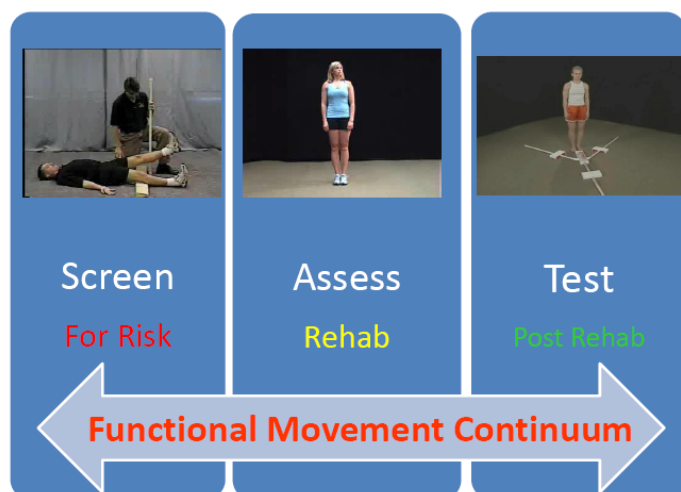 Screen
For Risk
Assess
Rehab
Test
Post Rehab
Functional Movement Continuum